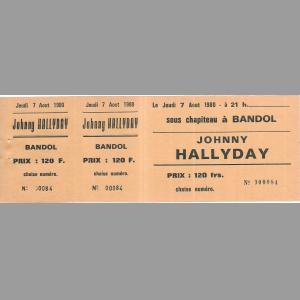 Jeudi 7 Aout 1980
Johnny HALLYDAY
BANDOL
PRIX : 120 F.
chaise numéro.
N° 00084
Jeudi 7 Aout 1980
Johnny HALLYDAY
BANDOL
PRIX : 120 F.
chaise numéro.
N° 00084
Le Jeudi 7 Aout 1980 - à 21 h.
sous chapiteau à BANDOL
JOHNNY
HALLYDAY
PRIX : 120 frs.
chaise numéro.
N° 000084